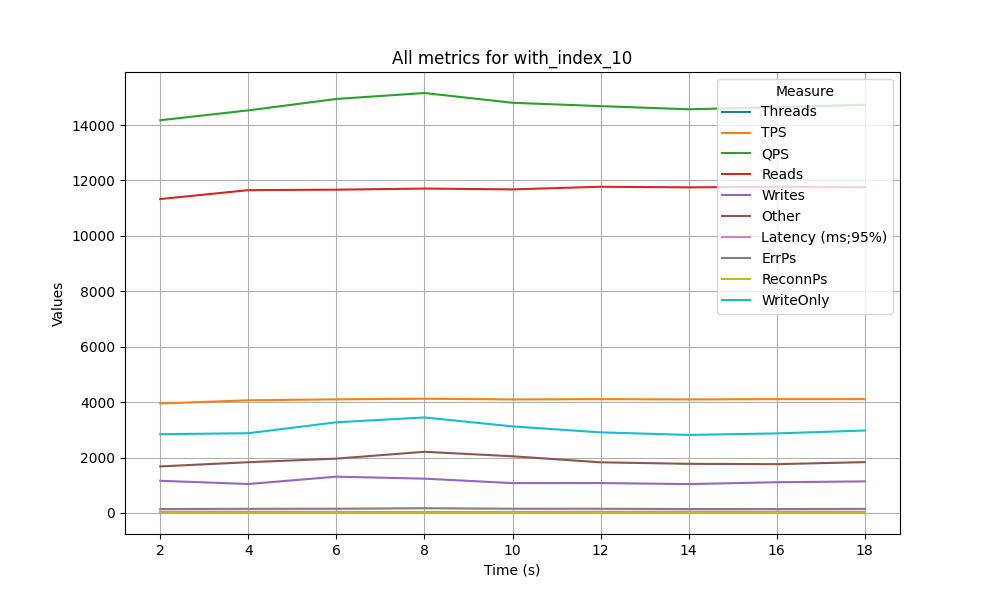 All metrics for with_index_10
Measure
Threads
TPS
QPS
Reads
Writes
Other
Latency (ms;95%)
ErrPs
ReconnPs
WriteOnly
Values
14000
12000
10000
8000
6000
4000
2000
0
2 4 6 8 10 12 14 16 18
Time (s)